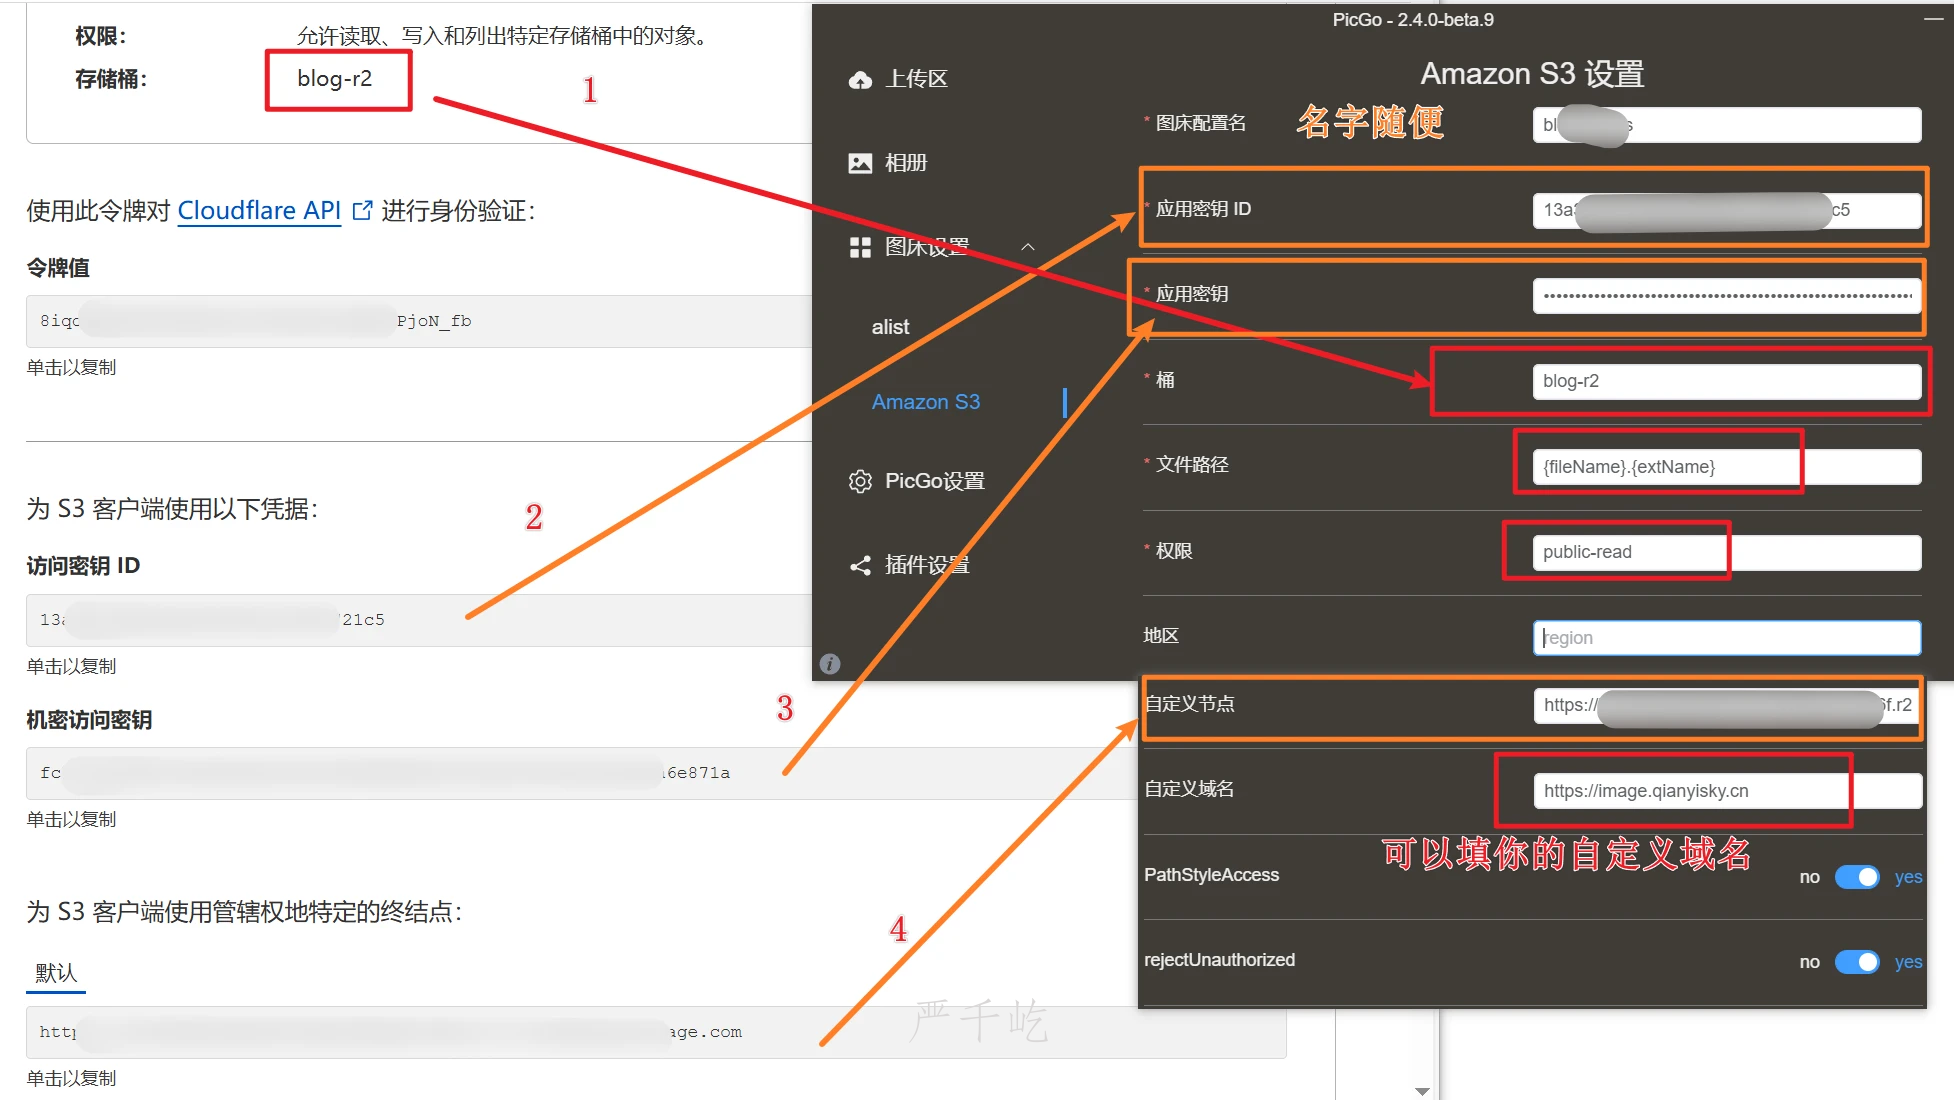 权限：
允许读取、写入和列出特定存储桶中的对象。
存储桶：
blog-r2
1
使用此令牌对 Cloudflare API 进行身份验证：
令牌值
8iqc
PjoN_fb
单击以复制
为 S3 客户端使用以下凭据：
2
访问密钥 ID
13a
21c5
单击以复制
机密访问密钥
3
fc
6e871a
单击以复制
为 S3 客户端使用管辖权地特定的终结点：
4
默认
http
age.com
严千屹
单击以复制
PicGo - 2.4.0-beta.9
上传区
相册
图床设置
alist
Amazon S3
PicGo设置
插件设置
Amazon S3 设置
* 图床配置名
名字随便
bl
s
* 应用密钥 ID
13a
c5
* 应用密钥
* 桶
blog-r2
* 文件路径
{fileName}.{extName}
* 权限
public-read
地区
region
自定义节点
https://
6f.r2
自定义域名
https://image.qianyisky.cn
可以填你的自定义域名
PathStyleAccess
no
yes
rejectUnauthorized
no
yes